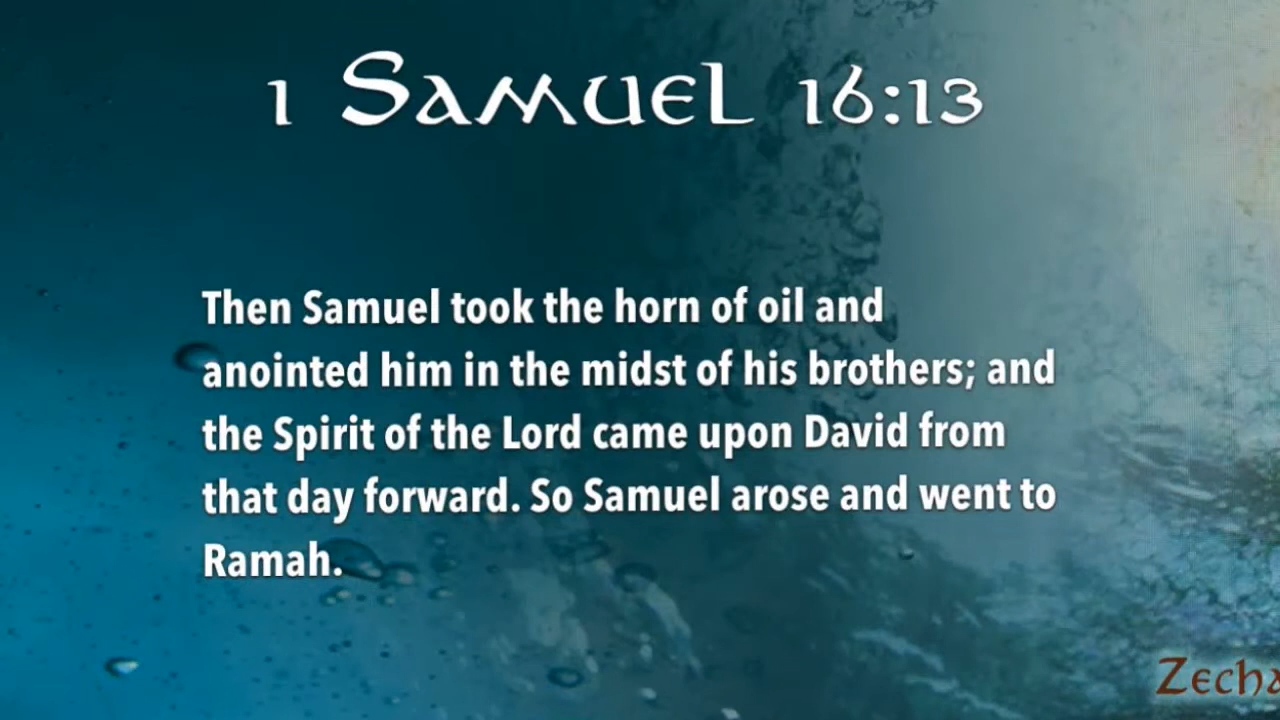 1 Samuel 16:13
Then Samuel took the horn of oil and
anointed him in the midst of his brothers; and
the Spirit of the Lord came upon David from
that day forward. So Samuel arose and went to
Ramah.